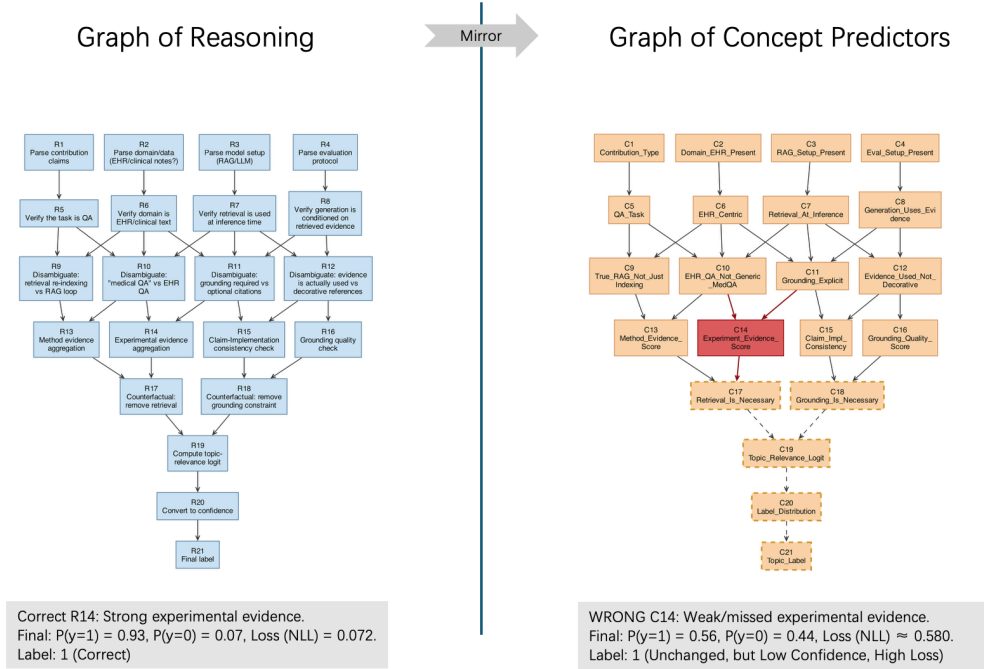 Graph of Reasoning
Mirror
Graph of Concept Predictors
R1
Parse contribution
claims
R2
Parse domain/data
(EHR/clinical notes?)
R3
Parse model setup
(RAG/LLM)
R4
Parse evaluation
protocol
R5
Verify the task is QA
R6
Verify domain is
EHR/clinical text
R7
Verify retrieval is used
at inference time
R8
Verify generation is
conditioned on
retrieved evidence
R9
Disambiguate:
retrieval re-indexing
vs RAG loop
R10
Disambiguate:
"medical QA" vs EHR
QA
R11
Disambiguate:
grounding required vs
optional citations
R12
Disambiguate: evidence
is actually used vs
decorative references
R13
Method evidence
aggregation
R14
Experimental evidence
aggregation
R15
Claim-Implementation
consistency check
R16
Grounding quality
check
R17
Counterfactual:
remove retrieval
R18
Counterfactual: remove
grounding constraint
R19
Compute topic-
relevance logit
R20
Convert to confidence
R21
Final label
C1
Contribution_Type
C2
Domain_EHR_Present
C3
RAG_Setup_Present
C4
Eval_Setup_Present
C5
QA_Task
C6
EHR_Centric
C7
Retrieval_At_Inference
C8
Generation_Uses_Evi
dence
C9
True_RAG_Not_Just
Indexing
C10
EHR_QA_Not_Generic
_MedQA
C11
Grounding_Explicit
C12
Evidence_Used_Not_
Decorative
C13
Method_Evidence_
Score
C14
Experiment_Evidence_
Score
C15
Claim_Impl_
Consistency
C16
Grounding_Quality_
Score
C17
Retrieval_Is_Necessary
C18
Grounding_Is_Necessary
C19
Topic_Relevance_Logit
C20
Label_Distribution
C21
Topic_Label
Correct R14: Strong experimental evidence.
Final: P(y=1) = 0.93, P(y=0) = 0.07, Loss (NLL) = 0.072.
Label: 1 (Correct)
WRONG C14: Weak/missed experimental evidence.
Final: P(y=1) = 0.56, P(y=0) = 0.44, Loss (NLL) ≈ 0.580.
Label: 1 (Unchanged, but Low Confidence, High Loss)